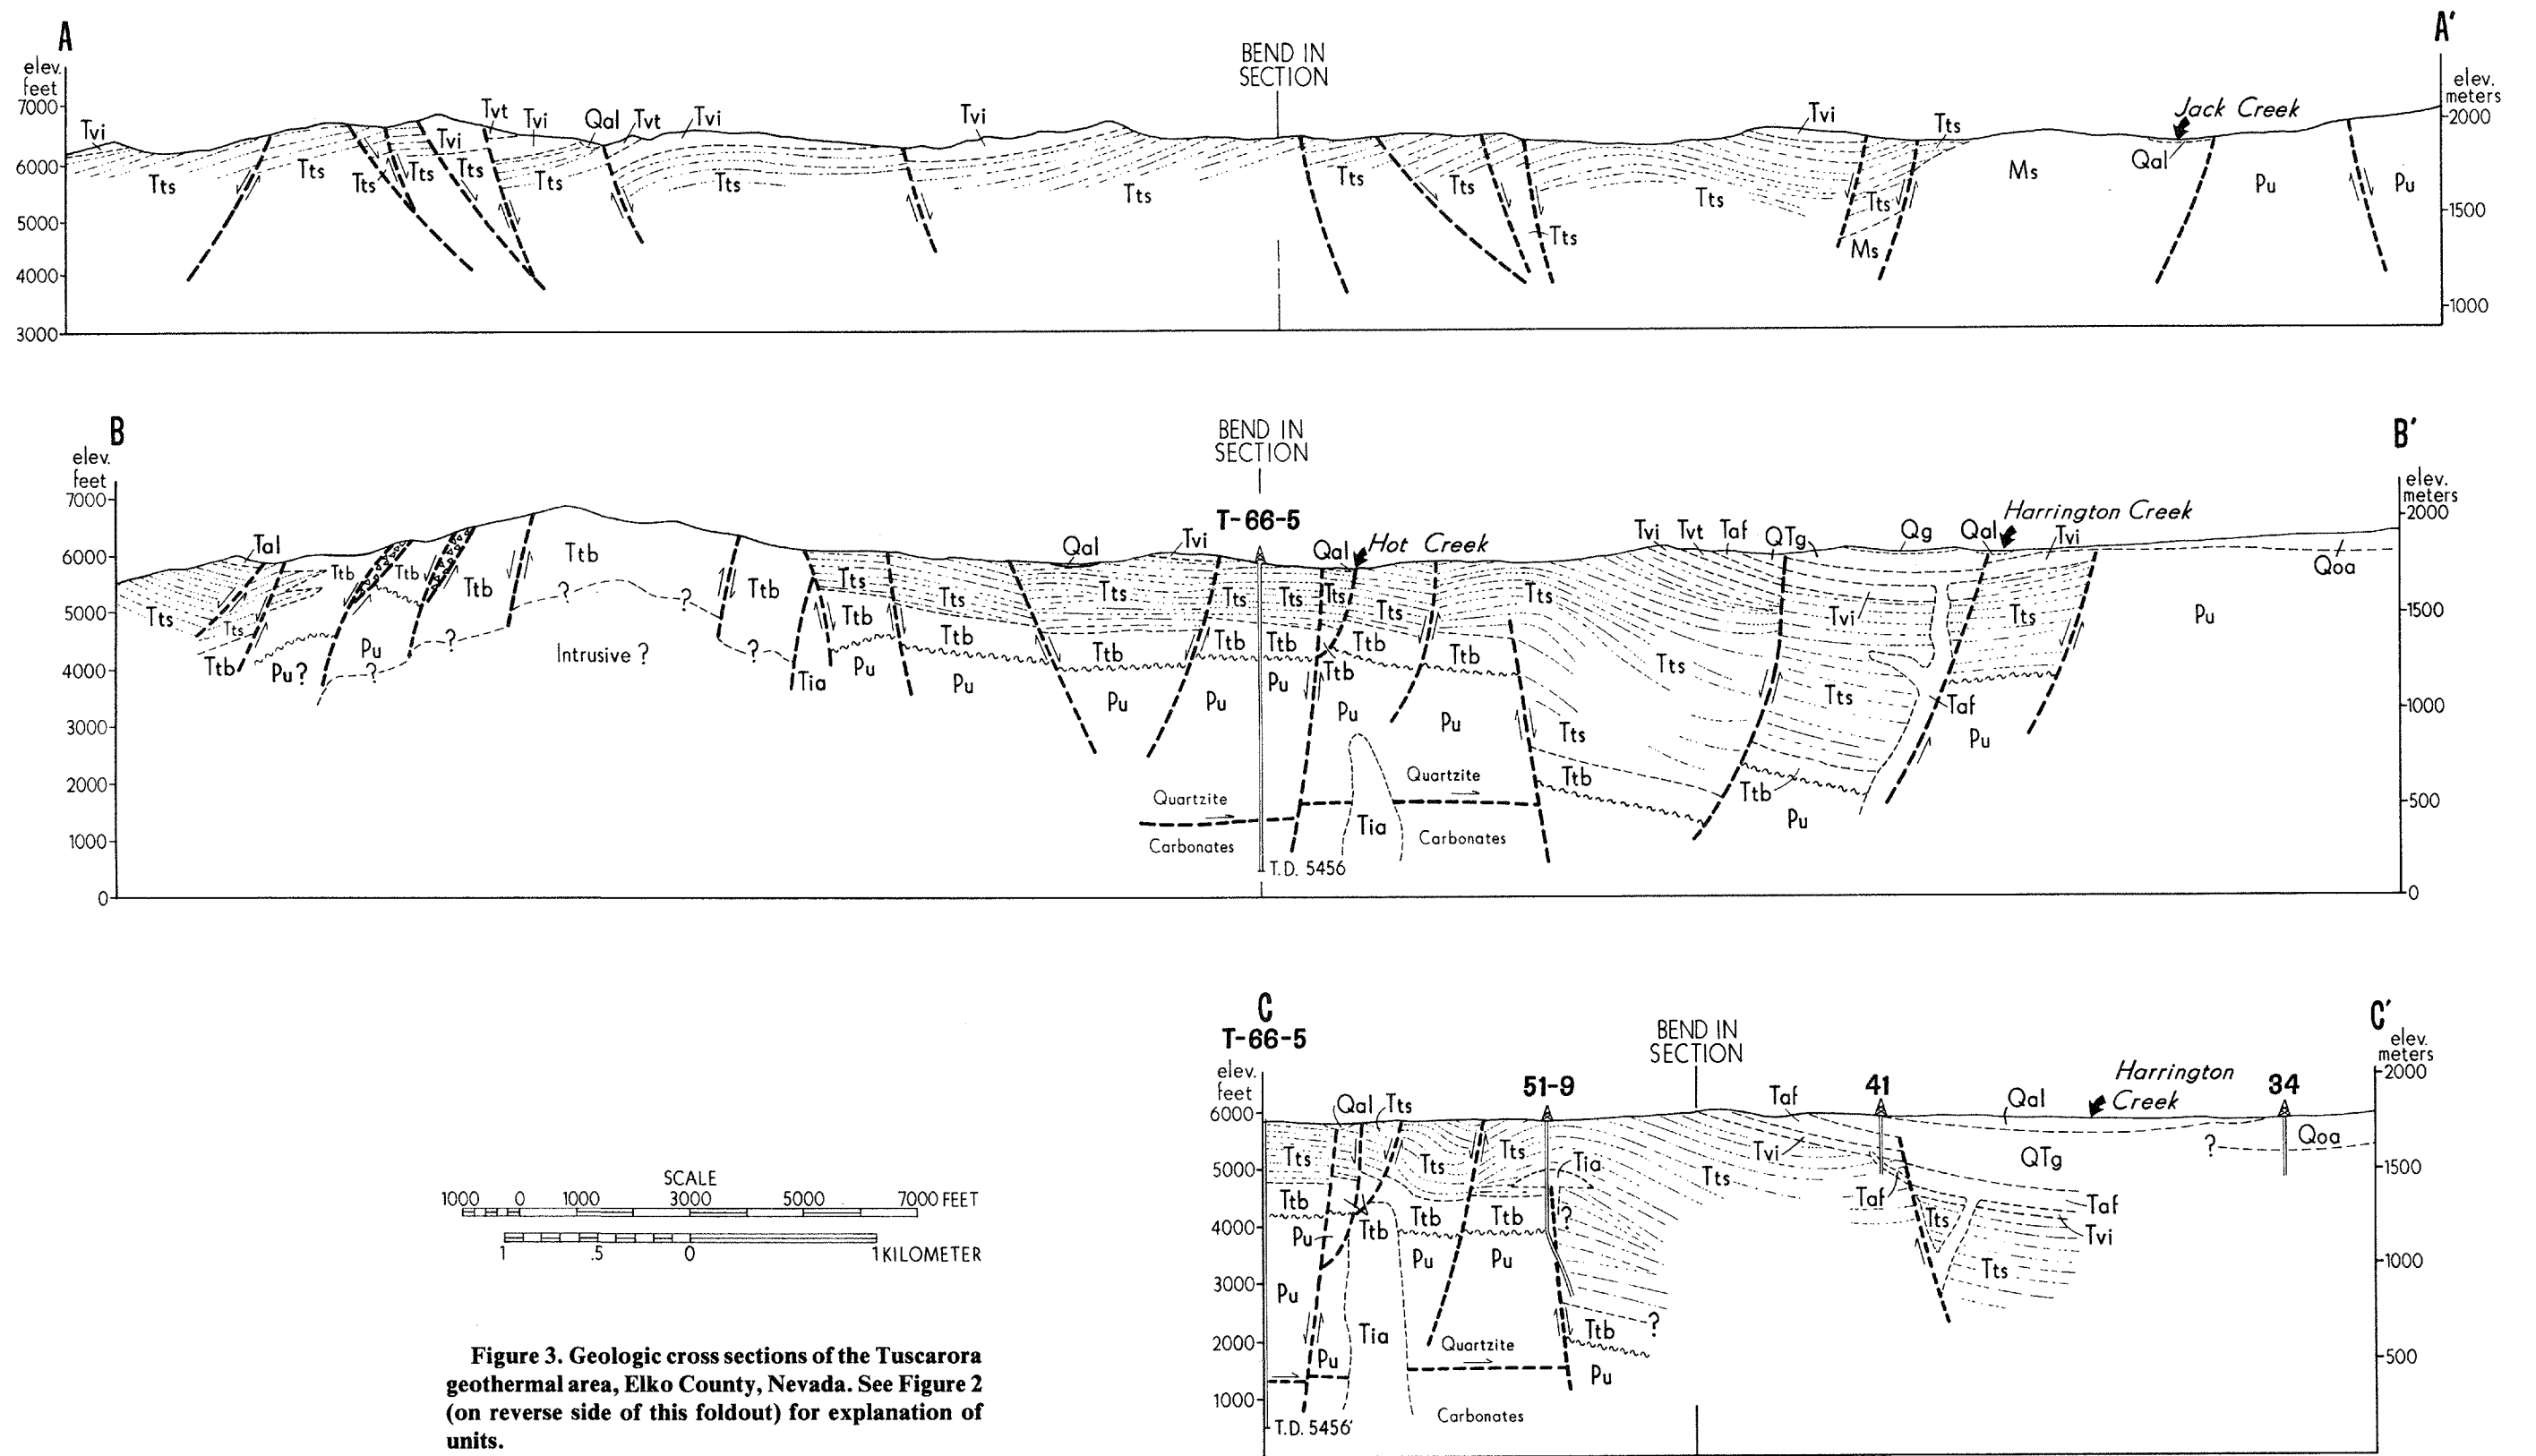 A
A'
BEND IN
SECTION
elev.
feet
elev.
meters
7000
6000
5000
4000
3000
2000
1500
1000
Tvi
Tts
Tts
Tts
Tts
Tvi
Tts
Tvt
Tvi
Tts
Qal
Tvt
Tvi
Tts
Tvi
Tts
Tts
Tts
Tts
Tts
Tvi
Tts
Ms
Tts
Ms
Jack Creek
Qal
Pu
Pu
B
B'
BEND IN
SECTION
T-66-5
elev.
feet
elev.
meters
7000
6000
5000
4000
3000
2000
1000
0
2000
1500
1000
500
0
Tal
Tts
Tts
Ttb
Pu?
Ttb
Ttb
Pu
?
?
Ttb
Ttb
?
?
Intrusive ?
Ttb
?
Tia
Tts
Ttb
Pu
Tts
Ttb
Pu
Qal
Tts
Ttb
Pu
Tvi
Tts
Ttb
Pu
Tts
Ttb
Pu
Qal
Hot Creek
Tts
Tts
Ttb
Ttb
Pu
Ttb
Pu
Quartzite
Carbonates
T.D. 5456
Tia
Quartzite
Carbonates
Tts
Tts
Tts
Ttb
Tvi
Tvt
Taf
QTg
Qg
Qal
Harrington Creek
Tvi
Tvi
Tts
Ttb
Pu
Taf
Tts
Pu
Pu
Qoa
C
T-66-5
C'
BEND IN
SECTION
elev.
feet
elev.
meters
6000
5000
4000
3000
2000
1000
2000
1500
1000
500
Qal
Tts
51-9
Taf
41
Qal
Harrington
Creek
34
Tts
Tts
Tts
Tia
Tts
Tvi
QTg
?
Qoa
Ttb
Pu
Ttb
Ttb
Pu
Ttb
Pu
?
Taf
Tts
Taf
Tvi
Tts
Pu
Pu
Tia
Quartzite
Carbonates
Ttb
?
Pu
T.D. 5456'
SCALE
1000 0 1000 3000 5000 7000 FEET
1 .5 0 1 KILOMETER
Figure 3. Geologic cross sections of the Tuscarora
geothermal area, Elko County, Nevada. See Figure 2
(on reverse side of this foldout) for explanation of
units.